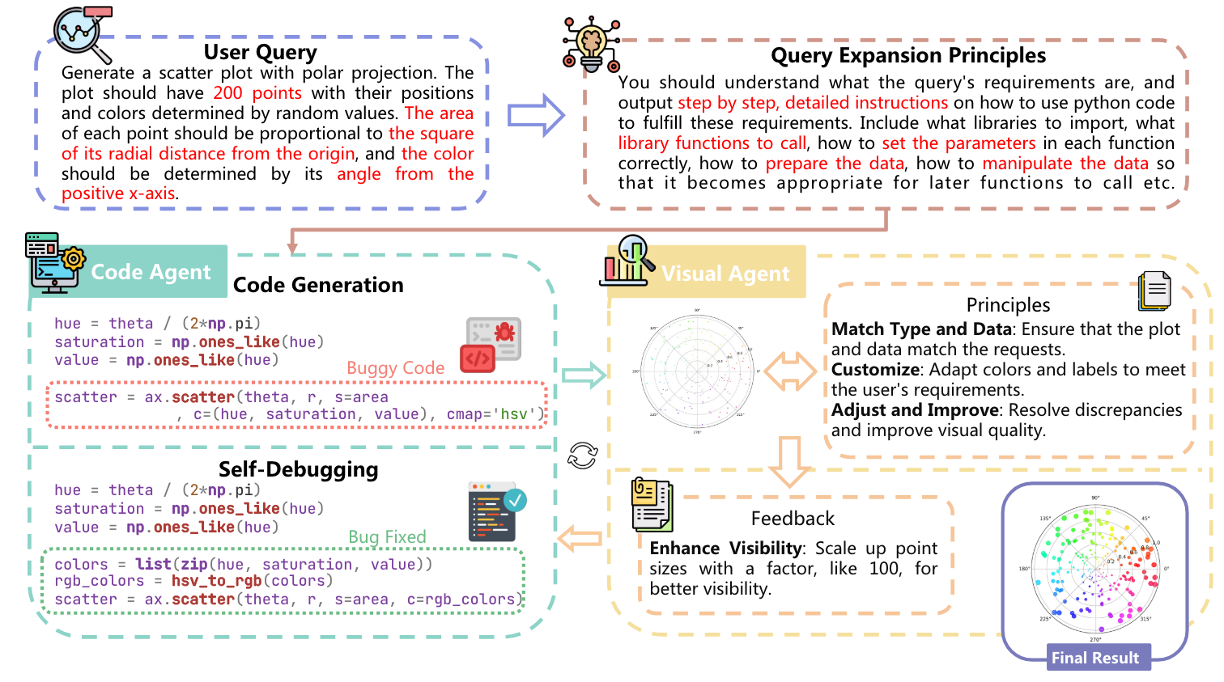 User Query
Generate a scatter plot with polar projection. The
plot should have 200 points with their positions
and colors determined by random values. The area
of each point should be proportional to the square
of its radial distance from the origin, and the color
should be determined by its angle from the
positive x-axis.
Query Expansion Principles
You should understand what the query's requirements are, and
output step by step, detailed instructions on how to use python code
to fulfill these requirements. Include what libraries to import, what
library functions to call, how to set the parameters in each function
correctly, how to prepare the data, how to manipulate the data so
that it becomes appropriate for later functions to call etc.
Code Agent
Code Generation
hue = theta / (2*np.pi)
saturation = np.ones_like(hue)
value = np.ones_like(hue)
Buggy Code
scatter = ax.scatter(theta, r, s=area
, c=(hue, saturation, value), cmap='hsv')
Self-Debugging
hue = theta / (2*np.pi)
saturation = np.ones_like(hue)
value = np.ones_like(hue)
Bug Fixed
colors = list(zip(hue, saturation, value))
rgb_colors = hsv_to_rgb(colors)
scatter = ax.scatter(theta, r, s=area, c=rgb_colors)
Visual Agent
Principles
Match Type and Data: Ensure that the plot
and data match the requests.
Customize: Adapt colors and labels to meet
the user's requirements.
Adjust and Improve: Resolve discrepancies
and improve visual quality.
Feedback
Enhance Visibility: Scale up point
sizes with a factor, like 100, for
better visibility.
90°
135°
180°
225°
270°
315°
Final Result